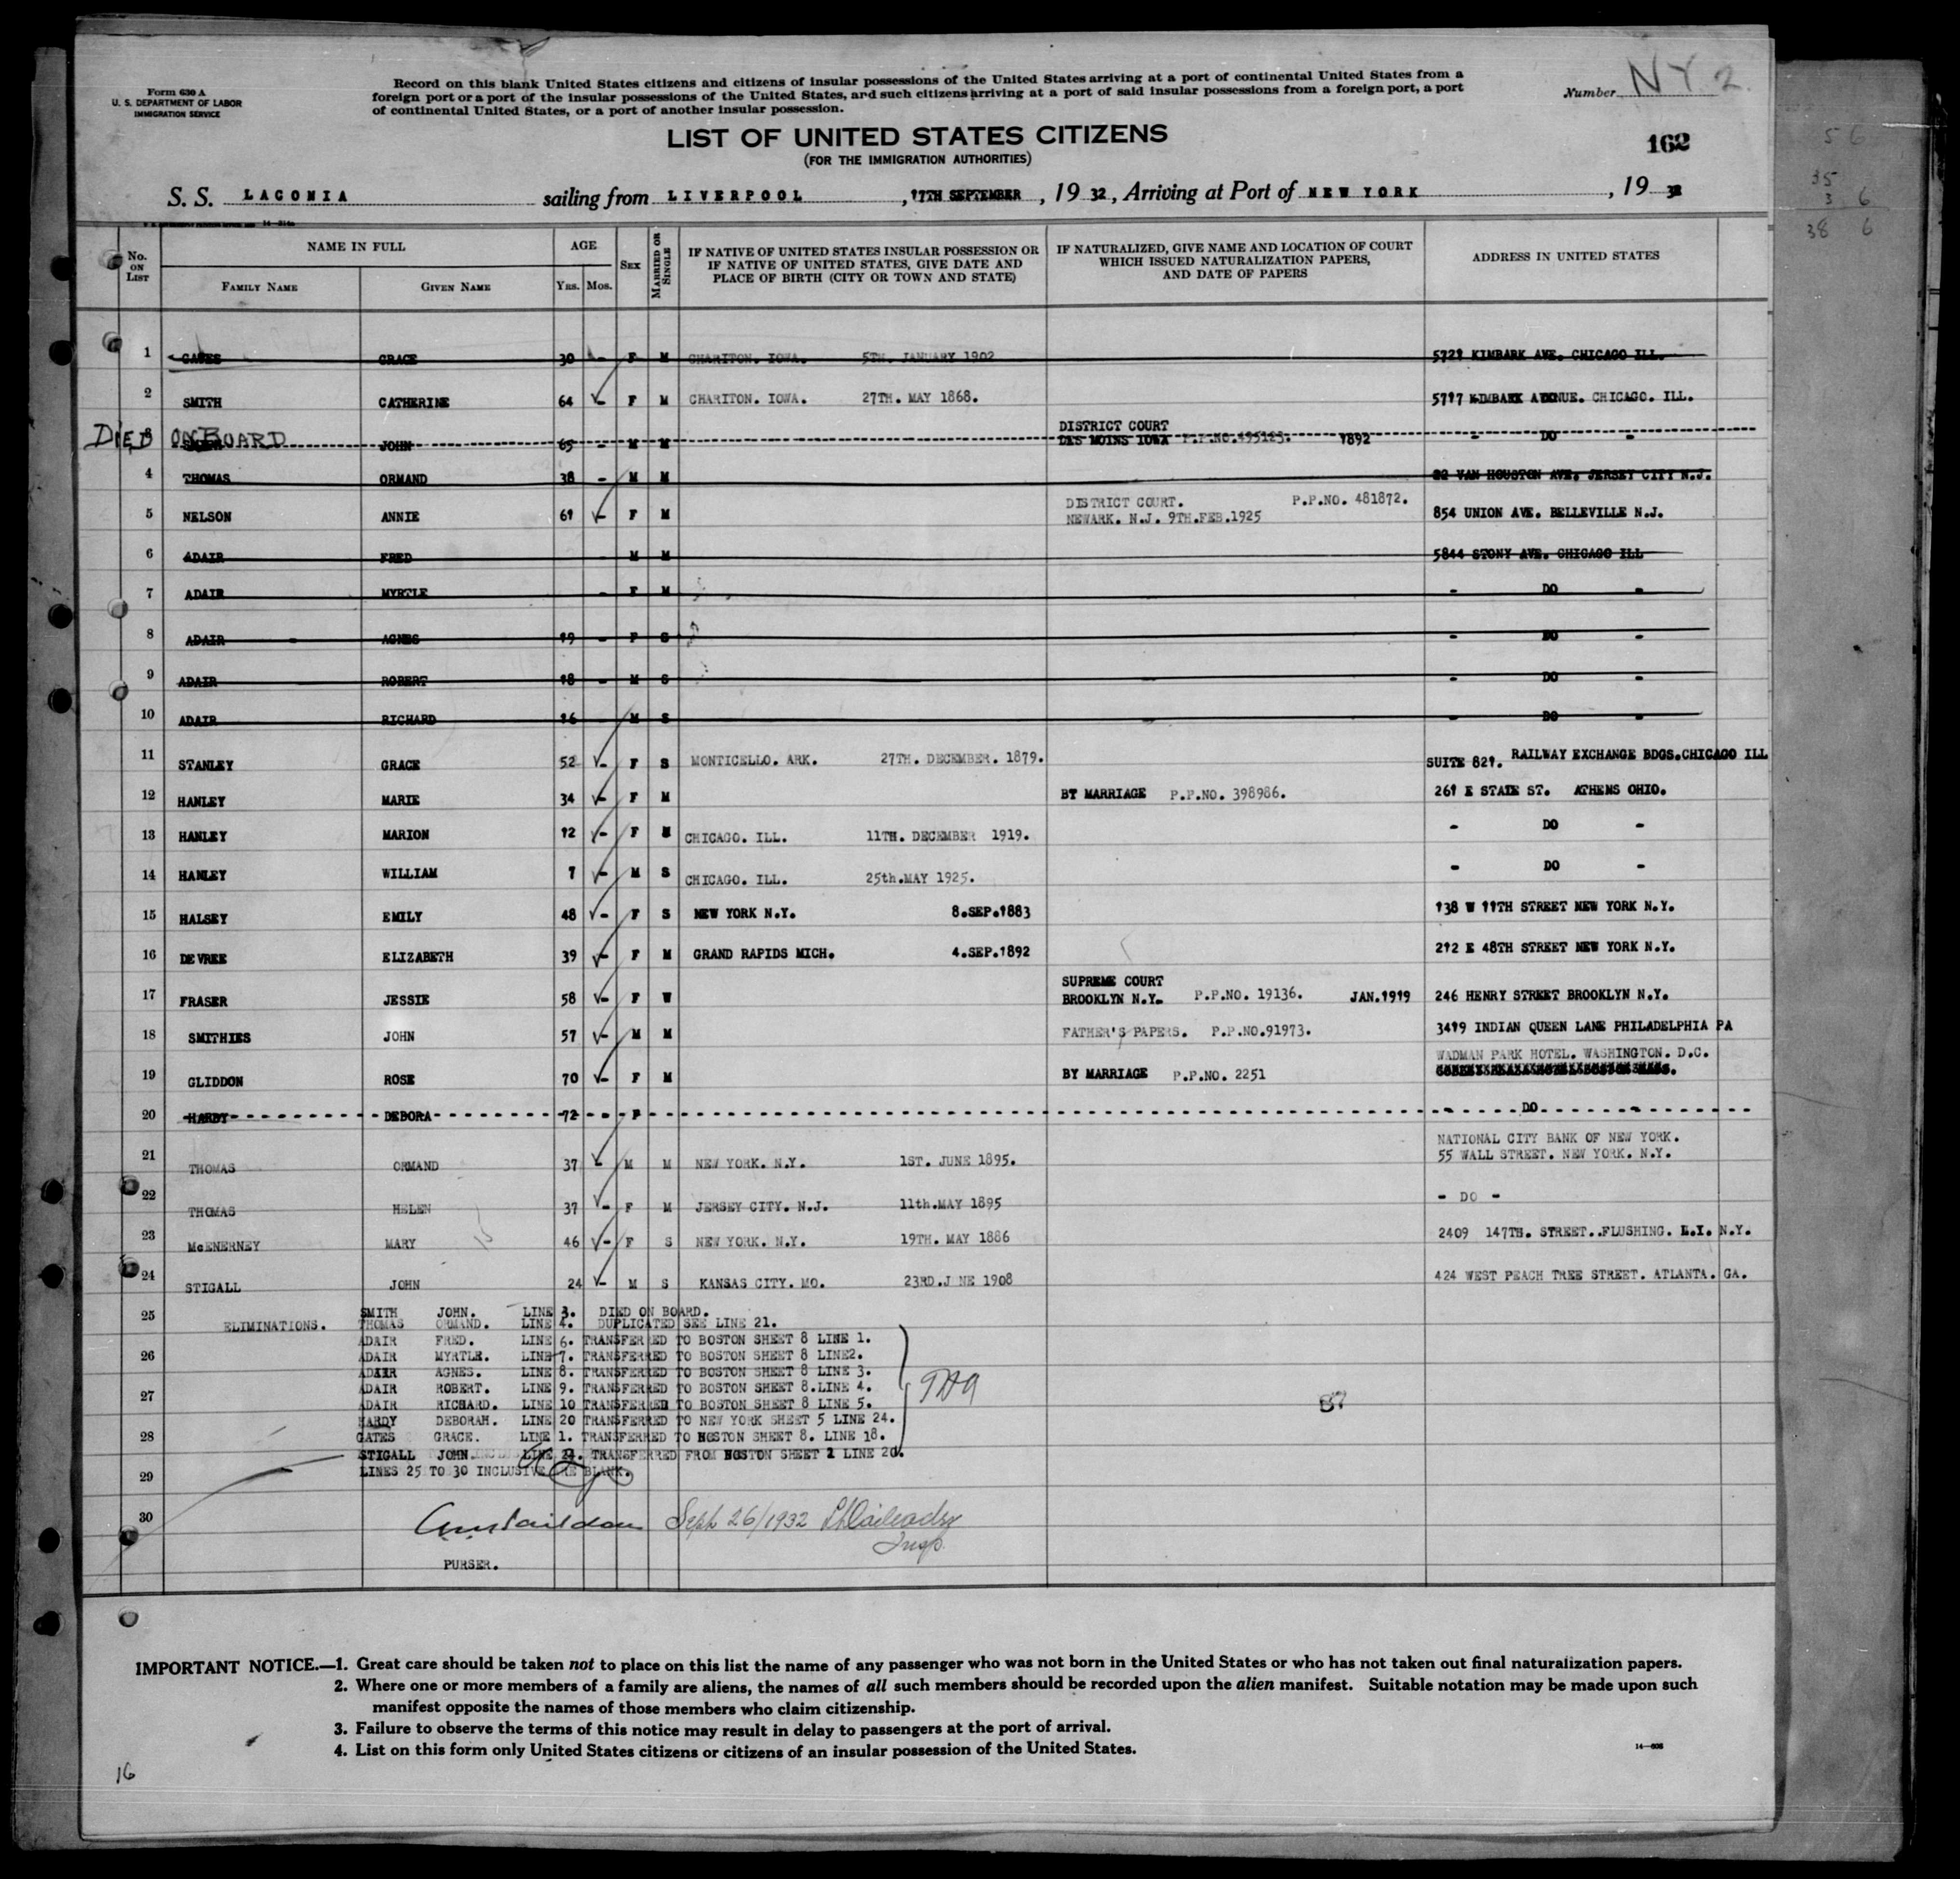 Form 630 A
U. S. DEPARTMENT OF LABOR
IMMIGRATION SERVICE
Record on this blank United States citizens and citizens of insular possessions of the United States arriving at a port of continental United States from a
foreign port or a port of the insular possessions of the United States, and such citizens arriving at a port of said insular possessions from a foreign port, a port
of continental United States, or a port of another insular possession.
Number NY 2
LIST OF UNITED STATES CITIZENS
162
(FOR THE IMMIGRATION AUTHORITIES)
S. S. LACONIA sailing from LIVERPOOL, 17TH SEPTEMBER, 19 32, Arriving at Port of NEW YORK, 19 32
No. ON LIST NAME IN FULL AGE SEX MARRIED OR SINGLE IF NATIVE OF UNITED STATES INSULAR POSSESSION OR IF NATIVE OF UNITED STATES, GIVE DATE AND PLACE OF BIRTH (CITY OR TOWN AND STATE) IF NATURALIZED, GIVE NAME AND LOCATION OF COURT WHICH ISSUED NATURALIZATION PAPERS, AND DATE OF PAPERS ADDRESS IN UNITED STATES
FAMILY NAME GIVEN NAME YRS. MOS.
1 GATES GRACE 30 - F M CHARITON. IOWA. 5TH. JANUARY 1902 5721 KIMBARK AVE. CHICAGO ILL.
2 SMITH CATHERINE 64 - F M CHARITON. IOWA. 27TH. MAY 1868. 5717 KIMBARK AVENUE. CHICAGO. ILL.
DISTRICT COURT
DIED ON BOARD 3 JOHN 65 - M M DES MOINS IOWA P.P.NO.495123. 1892 - DO -
4 THOMAS ORMAND 38 - M M 22 VAN HOUSTON AVE. JERSEY CITY N.J.
DISTRICT COURT. P.P.NO. 481872.
5 NELSON ANNIE 61 - F M NEWARK. N.J. 9TH.FEB.1925 854 UNION AVE. BELLEVILLE N.J.
6 ADAIR FRED - M M 5844 STONY AVE. CHICAGO ILL
7 ADAIR MYRTLE - F M - DO -
8 ADAIR AGNES 19 - F S - DO -
9 ADAIR ROBERT 18 - M S - DO -
10 ADAIR RICHARD 16 - M S - DO -
11 STANLEY GRACE 52 - F S MONTICELLO. ARK. 27TH. DECEMBER. 1879. SUITE 821. RAILWAY EXCHANGE BDGS.CHICAGO ILL
12 HANLEY MARIE 34 - F M BY MARRIAGE P.P.NO. 398986. 261 E STATE ST. ATHENS OHIO.
13 HANLEY MARION 12 - F S CHICAGO. ILL. 11TH. DECEMBER 1919. - DO -
14 HANLEY WILLIAM 7 - M S CHICAGO. ILL. 25th.MAY 1925. - DO -
15 HALSEY EMILY 48 - F S NEW YORK N.Y. 8.SEP.1883 138 W 11TH STREET NEW YORK N.Y.
16 DE VREE ELIZABETH 39 - F M GRAND RAPIDS MICH. 4.SEP.1892 212 E 48TH STREET NEW YORK N.Y.
SUPREME COURT
17 FRASER JESSIE 58 - F W BROOKLYN N.Y. P.P.NO. 19136. JAN.1919 246 HENRY STREET BROOKLYN N.Y.
18 SMITHIES JOHN 57 - M M FATHER'S PAPERS. P.P.NO.91973. 3419 INDIAN QUEEN LANE PHILADELPHIA PA
WADMAN PARK HOTEL. WASHINGTON. D.C.
19 GLIDDON ROSE 70 - F M BY MARRIAGE P.P.NO. 2251
20 HARDY DEBORA 72 - F - DO -
NATIONAL CITY BANK OF NEW YORK.
21 THOMAS ORMAND 37 - M M NEW YORK. N.Y. 1ST. JUNE 1895. 55 WALL STREET. NEW YORK. N.Y.
22 THOMAS HELEN 37 - F M JERSEY CITY. N.J. 11th.MAY 1895 - DO -
23 McENERNEY MARY 46 - F S NEW YORK. N.Y. 19TH. MAY 1886 2409 147TH. STREET..FLUSHING. L.I. N.Y.
24 STIGALL JOHN 24 - M S KANSAS CITY. MO. 23RD.J NE 1908 424 WEST PEACH TREE STREET. ATLANTA. GA.
25 SMITH JOHN. LINE 3. DIED ON BOARD.
ELIMINATIONS. THOMAS ORMAND. LINE 4. DUPLICATED SEE LINE 21.
ADAIR FRED. LINE 6. TRANSFERRED TO BOSTON SHEET 8 LINE 1.
26 ADAIR MYRTLE. LINE 7. TRANSFERRED TO BOSTON SHEET 8 LINE2.
ADAIR AGNES. LINE 8. TRANSFERRED TO BOSTON SHEET 8 LINE 3.
27 ADAIR ROBERT. LINE 9. TRANSFERRED TO BOSTON SHEET 8.LINE 4.
ADAIR RICHARD. LINE 10 TRANSFERRED TO BOSTON SHEET 8 LINE 5.
HARDY DEBORAH. LINE 20 TRANSFERRED TO NEW YORK SHEET 5 LINE 24.
28 GATES GRACE. LINE 1. TRANSFERRED TO BOSTON SHEET 8. LINE 18.
STIGALL JOHN. LINE 24. TRANSFERRED FROM BOSTON SHEET 1 LINE 20.
29 LINES 25 TO 30 INCLUSIVE ARE BLANK.
30 Sept 26/1932
Insp.
PURSER.
IMPORTANT NOTICE.—1. Great care should be taken not to place on this list the name of any passenger who was not born in the United States or who has not taken out final naturalization papers.
2. Where one or more members of a family are aliens, the names of all such members should be recorded upon the alien manifest. Suitable notation may be made upon such
manifest opposite the names of those members who claim citizenship.
3. Failure to observe the terms of this notice may result in delay to passengers at the port of arrival.
4. List on this form only United States citizens or citizens of an insular possession of the United States.
16
56
35
3 6
38 6